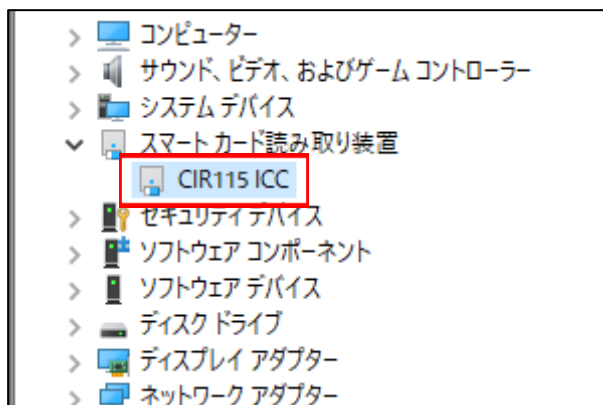 コンピューター
サウンド、ビデオ、およびゲーム コントローラー
システム デバイス
スマート カード読み取り装置
CIR115 ICC
セキュリティ デバイス
ソフトウェア コンポーネント
ソフトウェア デバイス
ディスク ドライブ
ディスプレイ アダプター
ネットワーク アダプター